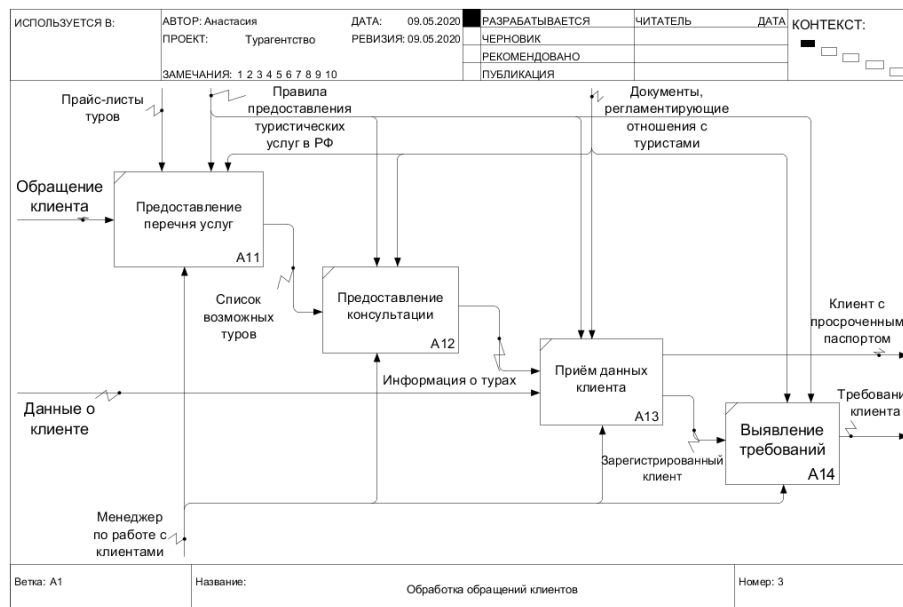 ИСПОЛЬЗУЕТСЯ В:
АВТОР: Анастасия
ДАТА: 09.05.2020
ПРОЕКТ: Турагентство
РЕВИЗИЯ: 09.05.2020
ЗАМЕЧАНИЯ: 1 2 3 4 5 6 7 8 9 10
РАЗРАБАТЫВАЕТСЯ
ЧЕРНОВИК
РЕКОМЕНДОВАНО
ПУБЛИКАЦИЯ
ЧИТАТЕЛЬ
ДАТА
КОНТЕКСТ:
Прайс-листы
туров
Правила
предоставления
туристических
услуг в РФ
Документы,
регламентирующие
отношения с
туристами
Обращение
клиента
Предоставление
перечня услуг
A11
Список
возможных
туров
Предоставление
консультации
A12
Информация о турах
Данные о
клиенте
Приём данных
клиента
A13
Клиент с
просроченным
паспортом
Зарегистрированный
клиент
Выявление
требований
A14
Требовани
клиента
Менеджер
по работе с
клиентами
Ветка: A1
Название:
Обработка обращений клиентов
Номер: 3